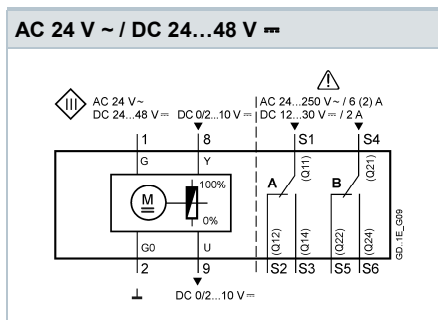 AC 24 V ~ / DC 24...48 V ⎓
III AC 24 V~ AC 24...250 V~ / 6 (2) A
DC 24...48 V ⎓ DC 0/2...10 V ⎓ DC 12...30 V ⎓ / 2 A
1 8 S1 S4
G Y (Q11) (Q21)
100% A B
M
0%
G0 U (Q12) (Q14) (Q22) (Q24)
2 9 S2 S3 S5 S6
DC 0/2...10 V ⎓
GD..1E_G09